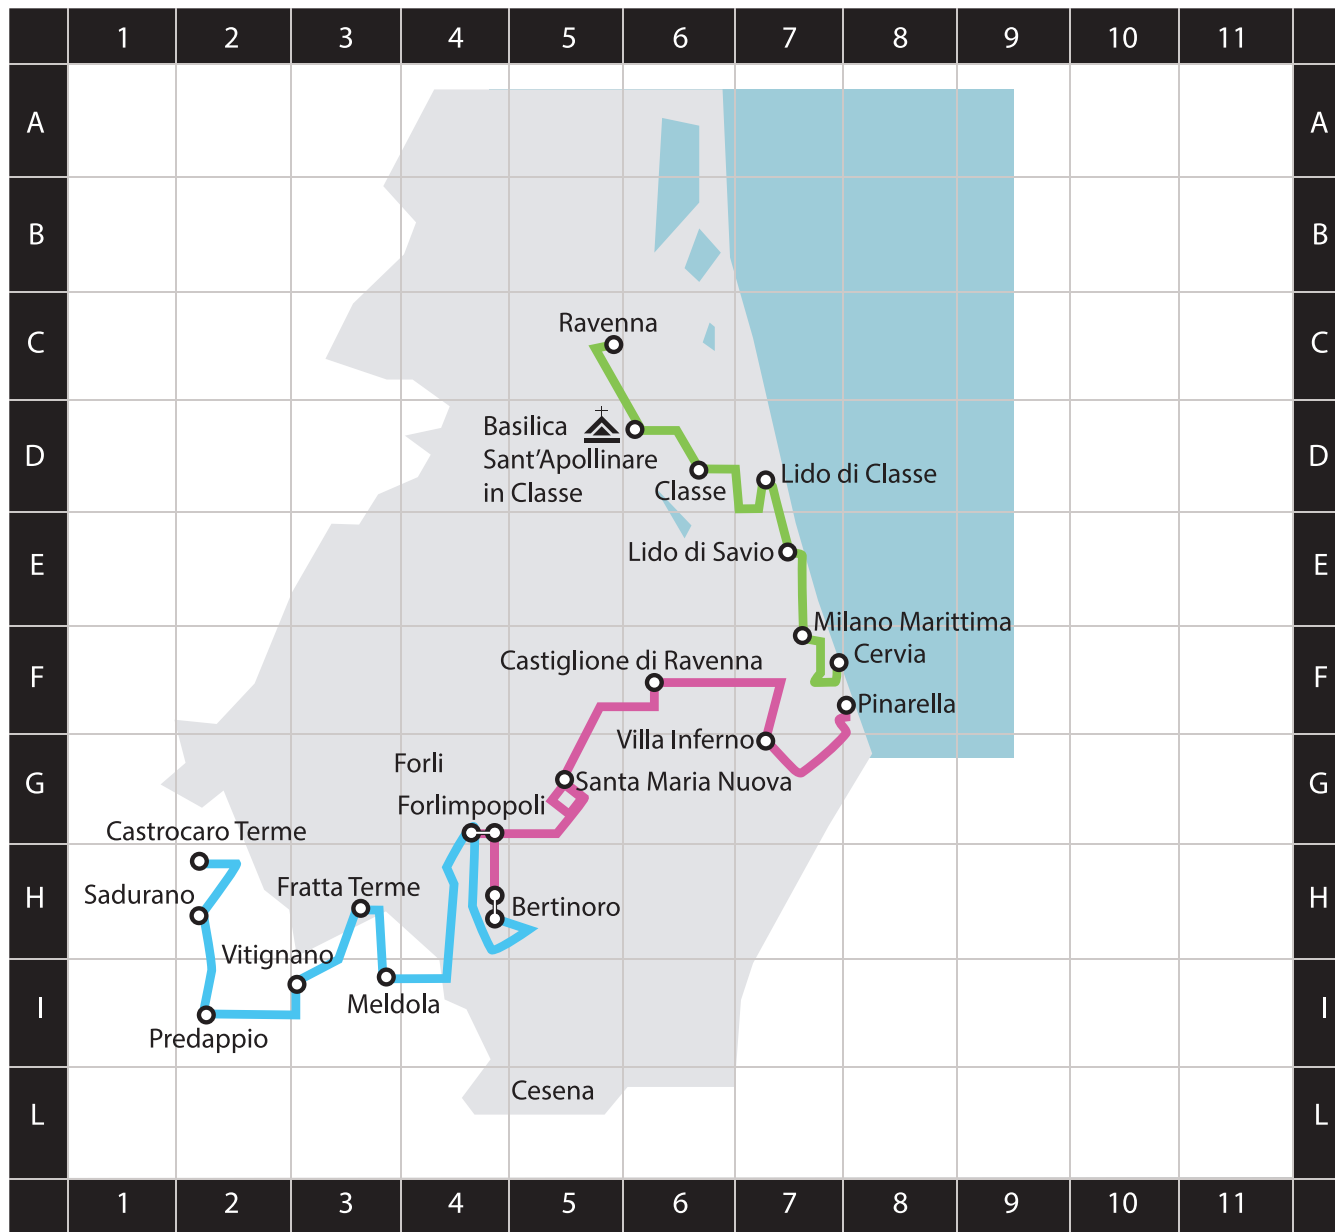 1 2 3 4 5 6 7 8 9 10 11
A A
B B
Ravenna
C C
Basilica
Sant'Apollinare
in Classe
D D
Classe
Lido di Classe
Lido di Savio
E E
Milano Marittima
Cervia
Castiglione di Ravenna
F F
Pinarella
Villa Inferno
Forli
Santa Maria Nuova
G G
Forlimpopoli
Castrocaro Terme
Fratta Terme
Sadurano
H H
Bertinoro
Vitignano
Meldola
I I
Predappio
Cesena
L L
1 2 3 4 5 6 7 8 9 10 11